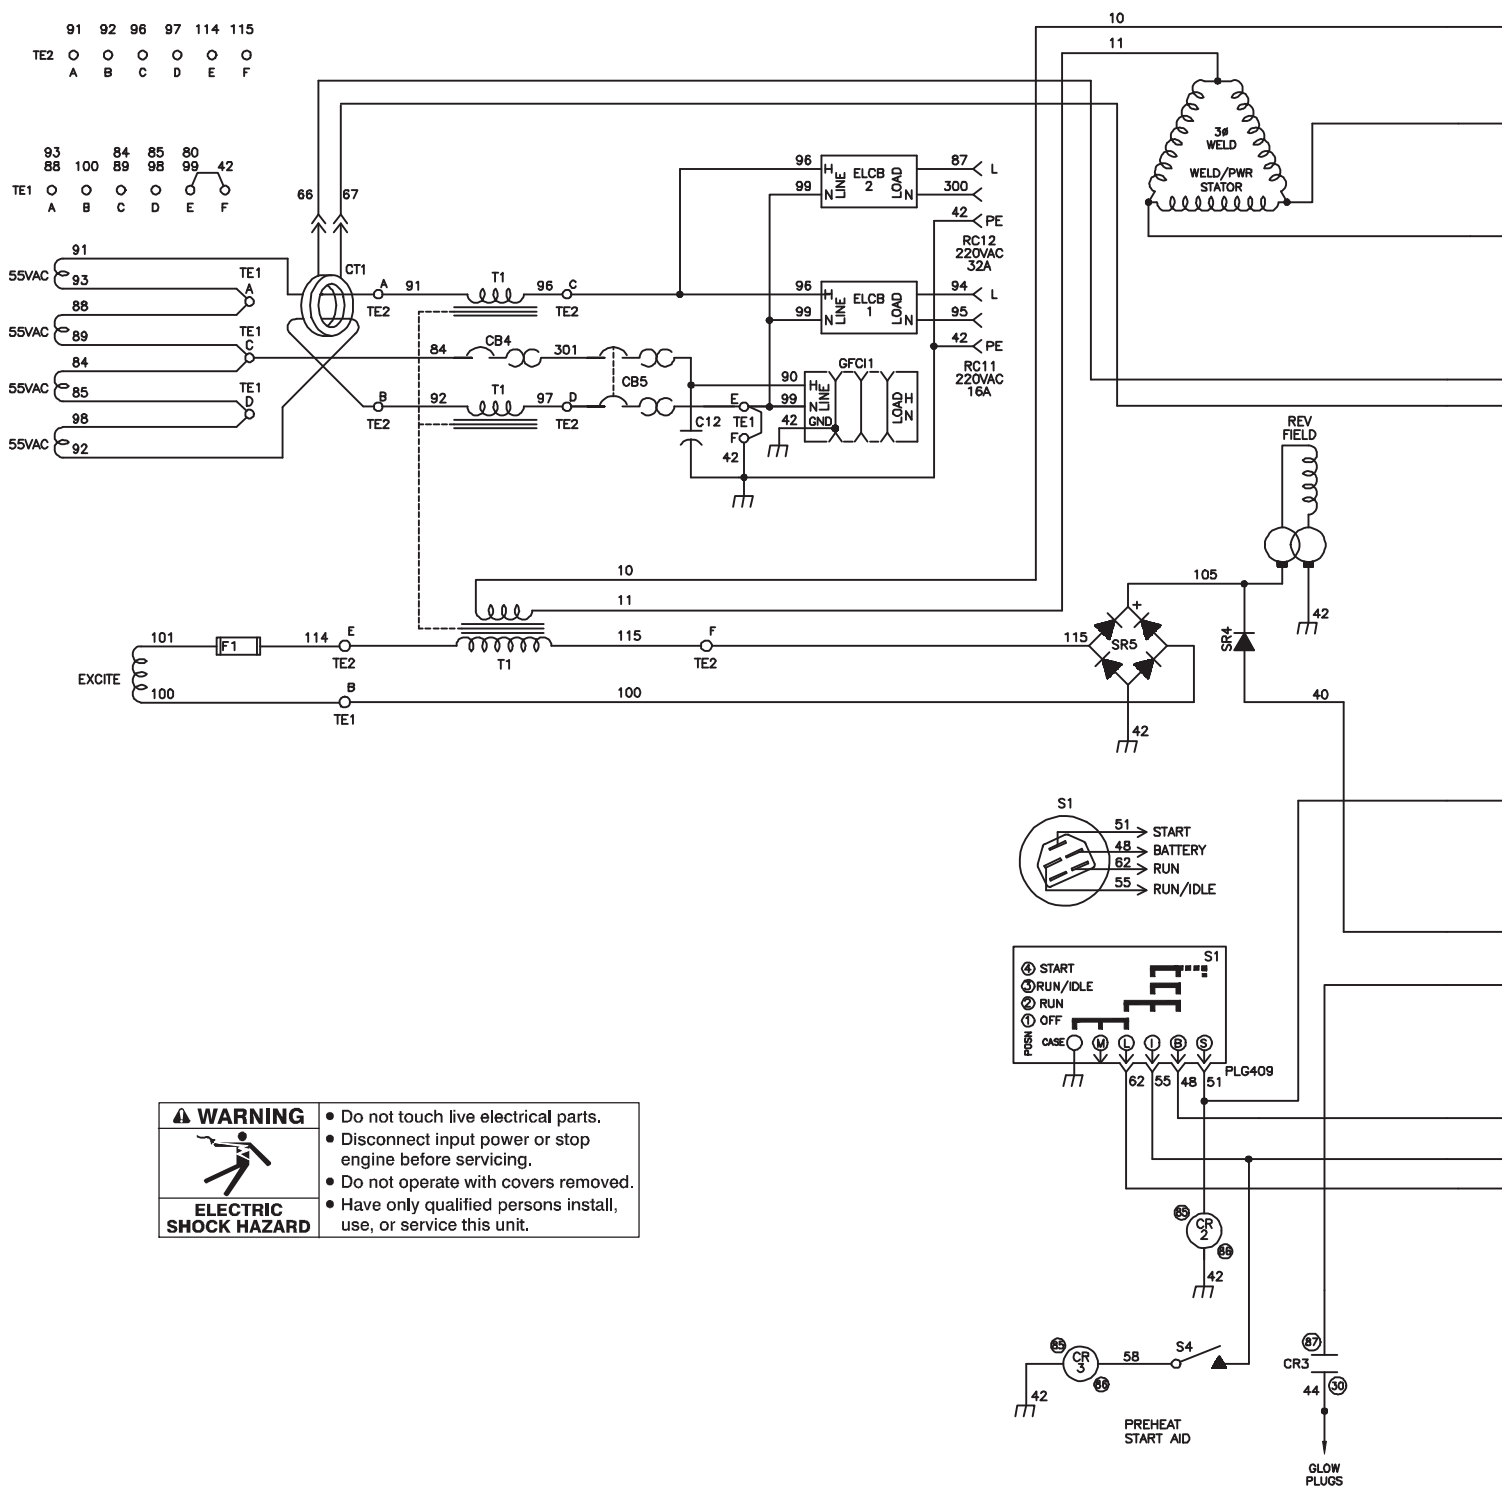 91 92 96 97 114 115
TE2
A B C D E F
93 84 85 80
88 100 89 98 99 42
TE1
A B C D E F
10
11
3ø
WELD
WELD/PWR
STATOR
66 67
96 H LINE ELCB 2 LOAD 87 L
99 N N 300
42 PE
RC12
220VAC
32A
96 H LINE ELCB 1 LOAD 94 L
99 N N 95
42 PE
RC11
220VAC
16A
55VAC 91
93
TE1
A
88
55VAC
89
TE1
C
84
55VAC
85
TE1
D
98
55VAC
92
CT1
A
TE2
91
T1
96
C
TE2
84
CB4
301
CB5
B
TE2
92
T1
97
D
TE2
C12
E
TE1
F
42
GFCI1
90 H LINE
99 N
42 GND
LOAD H N
REV
FIELD
42
105
10
11
EXCITE
101
F1
114
E
TE2
T1
115
F
TE2
115
+
SR5
SR4
40
100
B
TE1
100
42
S1
51 START
48 BATTERY
62 RUN
55 RUN/IDLE
S1
4 START
3 RUN/IDLE
2 RUN
1 OFF
POSN
CASE M L I B S
PLG409
62 55 48 51
85
CR
2
86
42
85
CR
3
86
42
58
S4
87
CR3
44
30
PREHEAT
START AID
GLOW
PLUGS
WARNING
ELECTRIC
SHOCK HAZARD
• Do not touch live electrical parts.
• Disconnect input power or stop
engine before servicing.
• Do not operate with covers removed.
• Have only qualified persons install,
use, or service this unit.